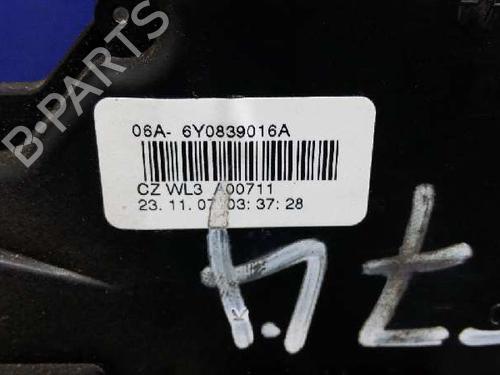 B-PARTS
06A- 6Y0839016A
CZ WL3 A00711
23. 11. 07 03: 37: 28